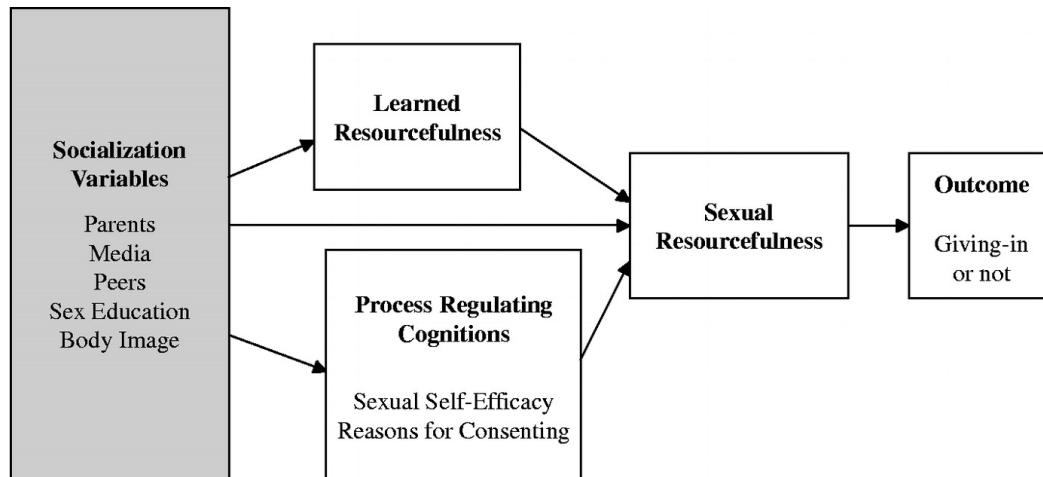 Socialization
Variables
Parents
Media
Peers
Sex Education
Body Image
Learned
Resourcefulness
Process Regulating
Cognitions
Sexual Self-Efficacy
Reasons for Consenting
Sexual
Resourcefulness
Outcome
Giving-in
or not